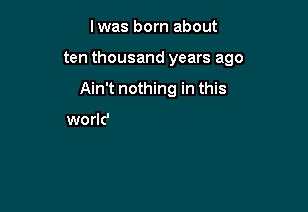 I was born about
ten thousand years ago
Ain't nothing in this
world